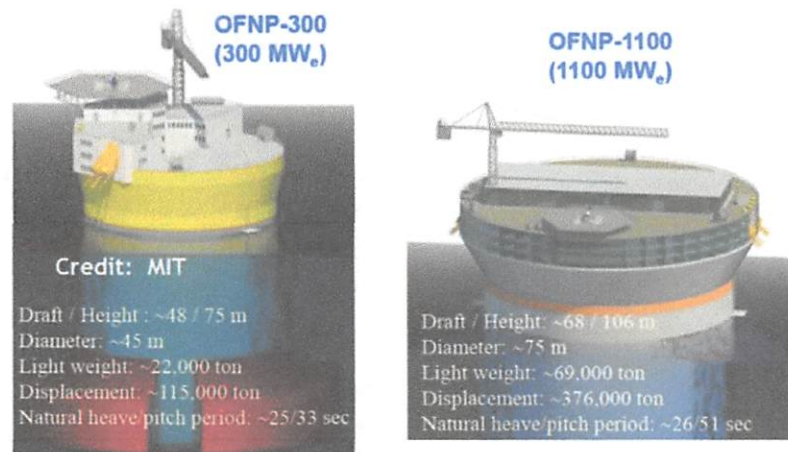 OFNP-300
(300 MWe)
Credit: MIT
Draft / Height : ~48 / 75 m
Diameter: ~45 m
Light weight: ~22,000 ton
Displacement: ~115,000 ton
Natural heave/pitch period: ~25/33 sec
OFNP-1100
(1100 MWe)
Draft / Height: ~68 / 106 m
Diameter: ~75 m
Light weight: ~69,000 ton
Displacement: ~376,000 ton
Natural heave/pitch period: ~26/51 sec